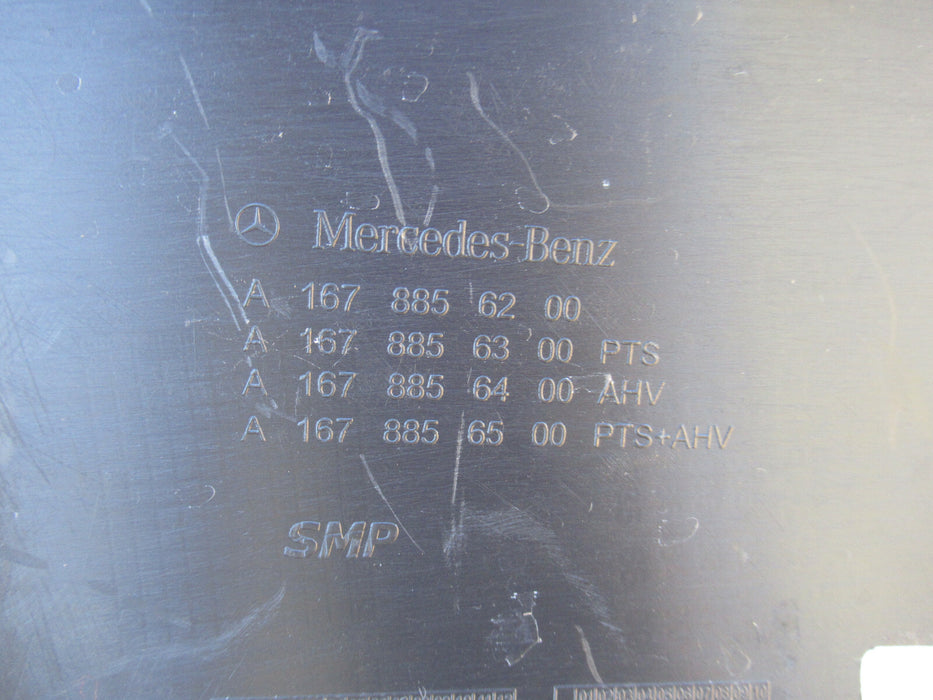 Mercedes-Benz
A 167 885 62 00
A 167 885 63 00 PTS
A 167 885 64 00 AHV
A 167 885 65 00 PTS+AHV
SMP